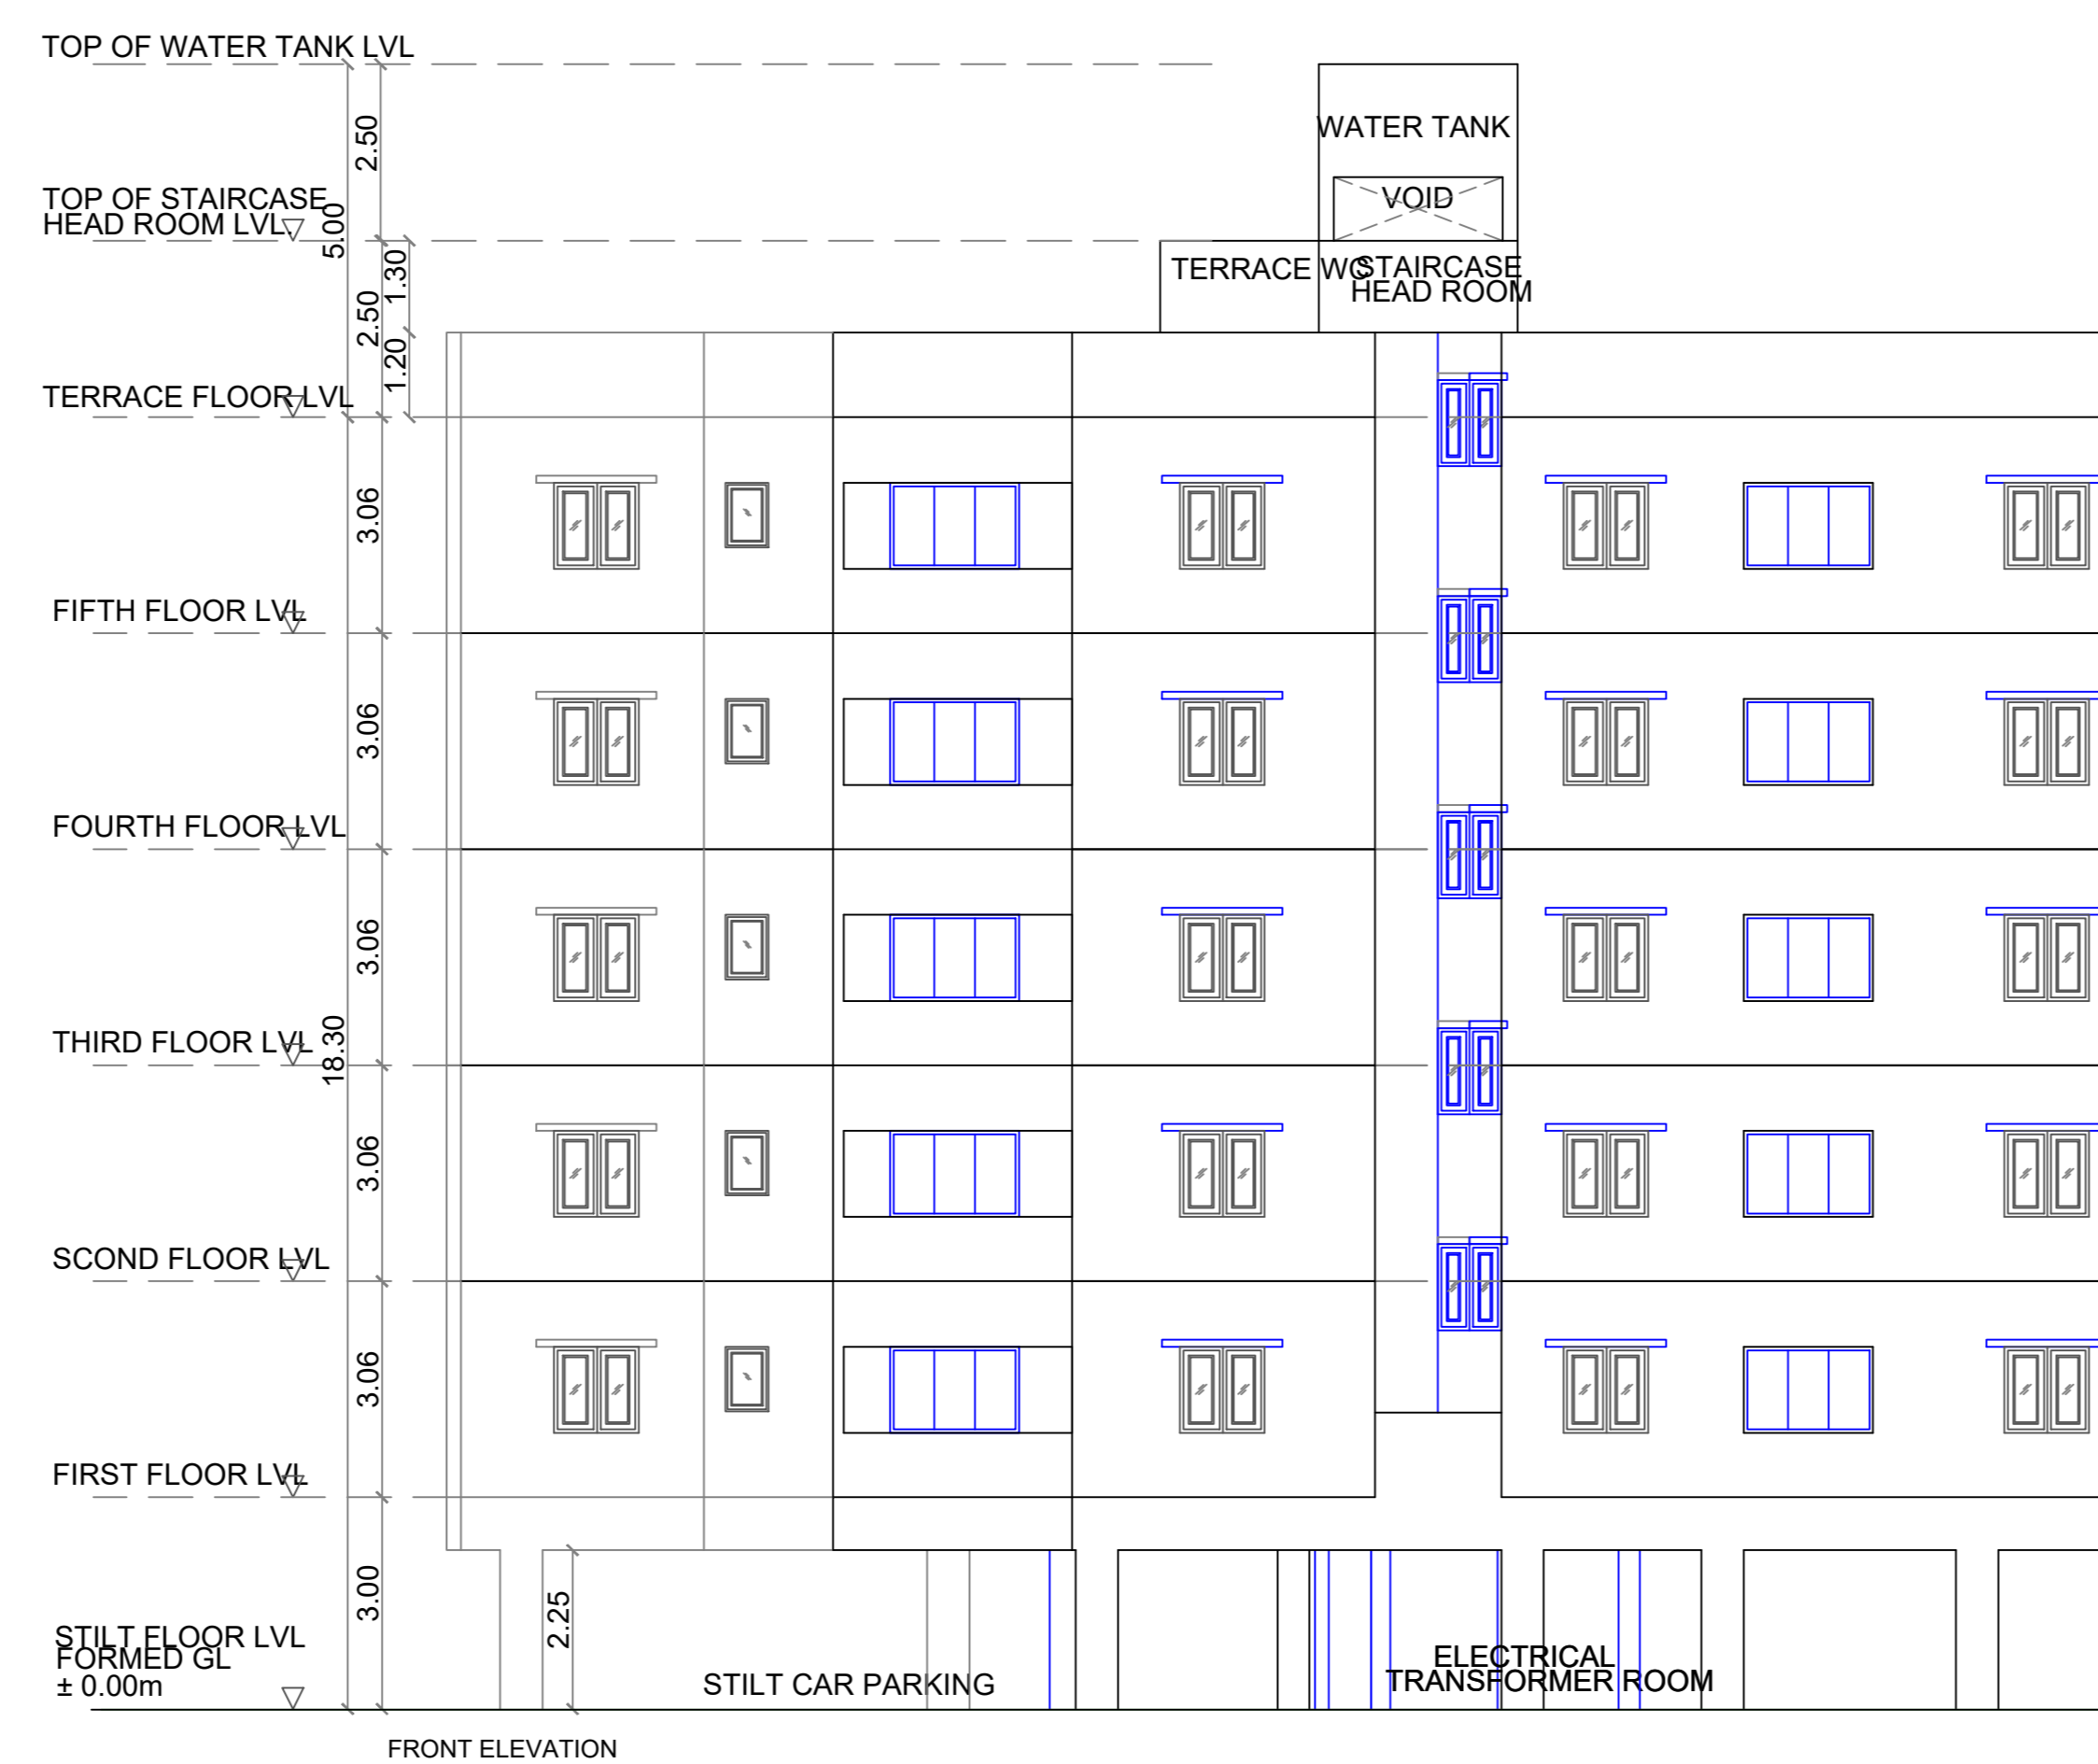 TOP OF WATER TANK LVL
WATER TANK
2.50
VOID
TOP OF STAIRCASE
HEAD ROOM LVL.
5.00
1.30
TERRACE WC
STAIRCASE
HEAD ROOM
2.50
1.20
TERRACE FLOOR LVL
3.06
FIFTH FLOOR LVL
3.06
FOURTH FLOOR LVL
3.06
THIRD FLOOR LVL
18.30
3.06
SCOND FLOOR LVL
3.06
FIRST FLOOR LVL
3.00
2.25
STILT FLOOR LVL
FORMED GL
± 0.00m
STILT CAR PARKING
ELECTRICAL
TRANSFORMER ROOM
FRONT ELEVATION